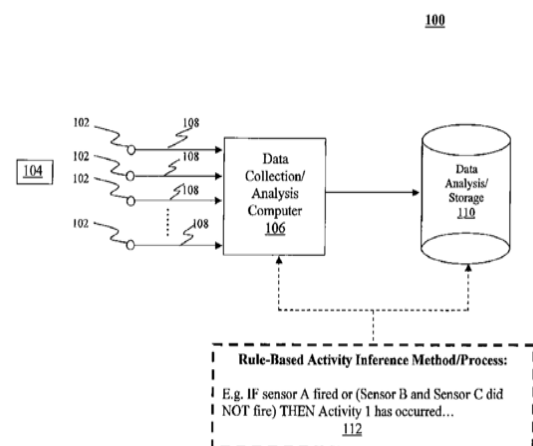 100
102
108
102
108
104
102
108
102
108
Data
Collection/
Analysis
Computer
106
Data
Analysis/
Storage
110
Rule-Based Activity Inference Method/Process:
E.g. IF sensor A fired or (Sensor B and Sensor C did
NOT fire) THEN Activity 1 has occurred…
112